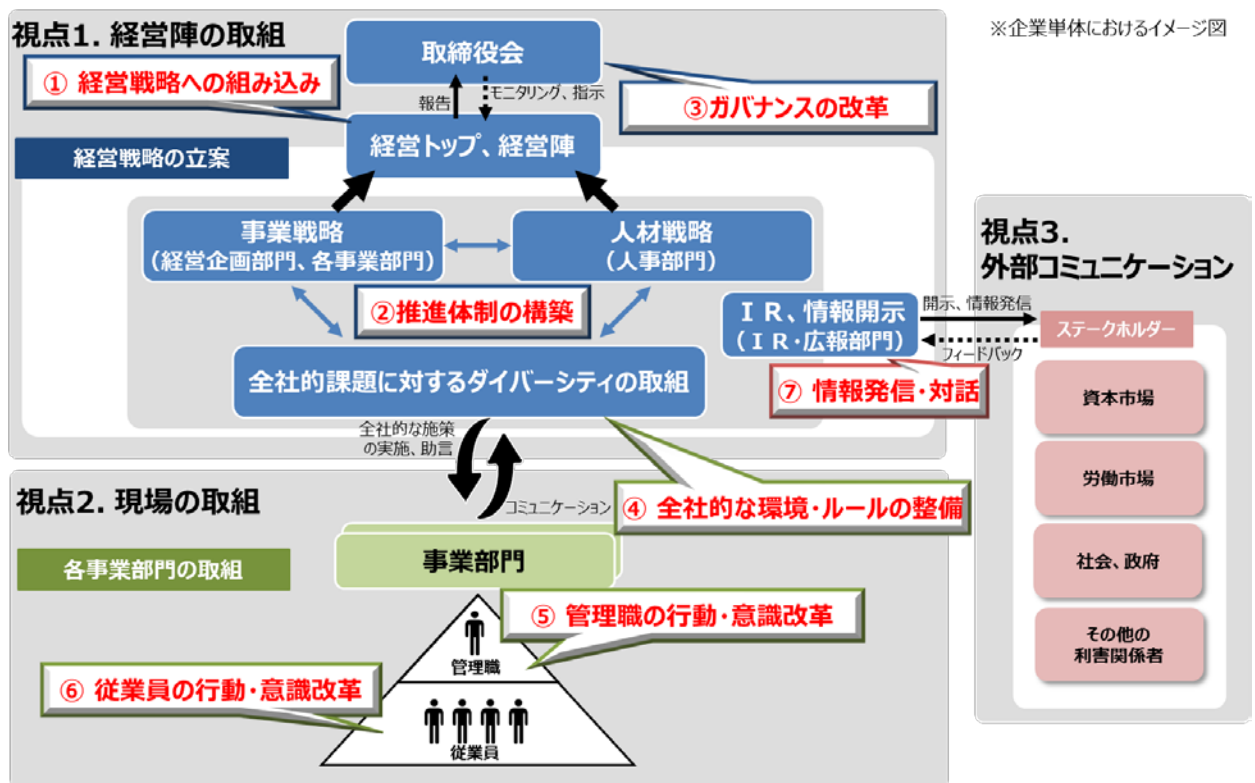 ※企業単体におけるイメージ図
視点1. 経営陣の取組
取締役会
① 経営戦略への組み込み
報告
モニタリング、指示
③ガバナンスの改革
経営トップ、経営陣
経営戦略の立案
事業戦略
(経営企画部門、各事業部門)
人材戦略
(人事部門)
②推進体制の構築
全社的課題に対するダイバーシティの取組
ＩＲ、情報開示
(ＩＲ・広報部門)
⑦ 情報発信・対話
開示、情報発信
フィードバック
視点3.
外部コミュニケーション
ステークホルダー
資本市場
労働市場
社会、政府
その他の
利害関係者
全社的な施策
の実施、助言
コミュニケーション
④ 全社的な環境・ルールの整備
視点2. 現場の取組
各事業部門の取組
事業部門
⑤ 管理職の行動・意識改革
管理職
⑥ 従業員の行動・意識改革
従業員